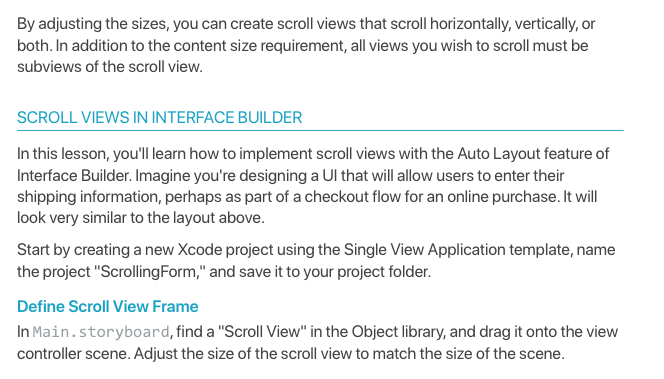 By adjusting the sizes, you can create scroll views that scroll horizontally, vertically, or
both. In addition to the content size requirement, all views you wish to scroll must be
subviews of the scroll view.
SCROLL VIEWS IN INTERFACE BUILDER
In this lesson, you'll learn how to implement scroll views with the Auto Layout feature of
Interface Builder. Imagine you're designing a UI that will allow users to enter their
shipping information, perhaps as part of a checkout flow for an online purchase. It will
look very similar to the layout above.
Start by creating a new Xcode project using the Single View Application template, name
the project "ScrollingForm," and save it to your project folder.
Define Scroll View Frame
In Main.storyboard, find a "Scroll View" in the Object library, and drag it onto the view
controller scene. Adjust the size of the scroll view to match the size of the scene.